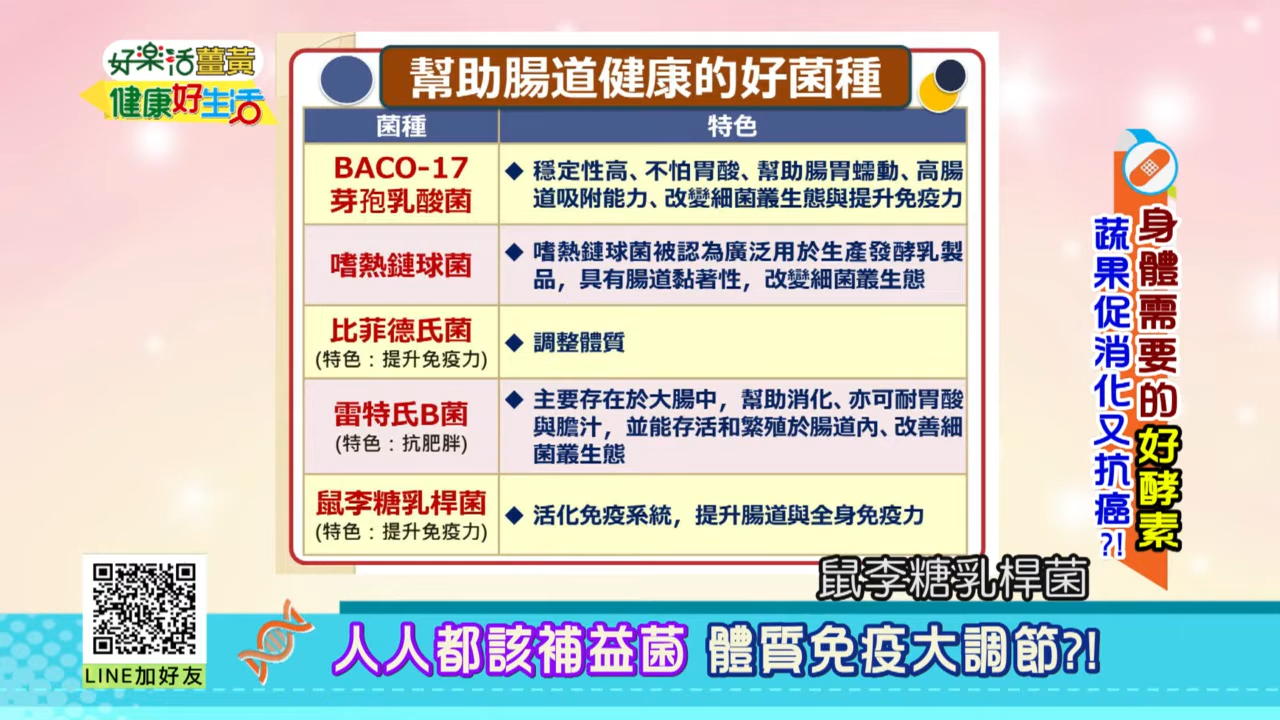 好樂活薑黃
健康好生活
幫助腸道健康的好菌種
菌種
特色
BACO-17
芽孢乳酸菌
◆ 穩定性高、不怕胃酸、幫助腸胃蠕動、高腸
道吸附能力、改變細菌叢生態與提升免疫力
嗜熱鏈球菌
◆ 嗜熱鏈球菌被認為廣泛用於生產發酵乳製
品，具有腸道黏著性，改變細菌叢生態
比菲德氏菌
(特色：提升免疫力)
◆ 調整體質
雷特氏B菌
(特色：抗肥胖)
◆ 主要存在於大腸中，幫助消化、亦可耐胃酸
與膽汁，並能存活和繁殖於腸道內、改善細
菌叢生態
鼠李糖乳桿菌
(特色：提升免疫力)
◆ 活化免疫系統，提升腸道與全身免疫力
身體需要的好酵素
蔬果促消化又抗癌?!
鼠李糖乳桿菌
LINE加好友
人人都該補益菌 體質免疫大調節?!